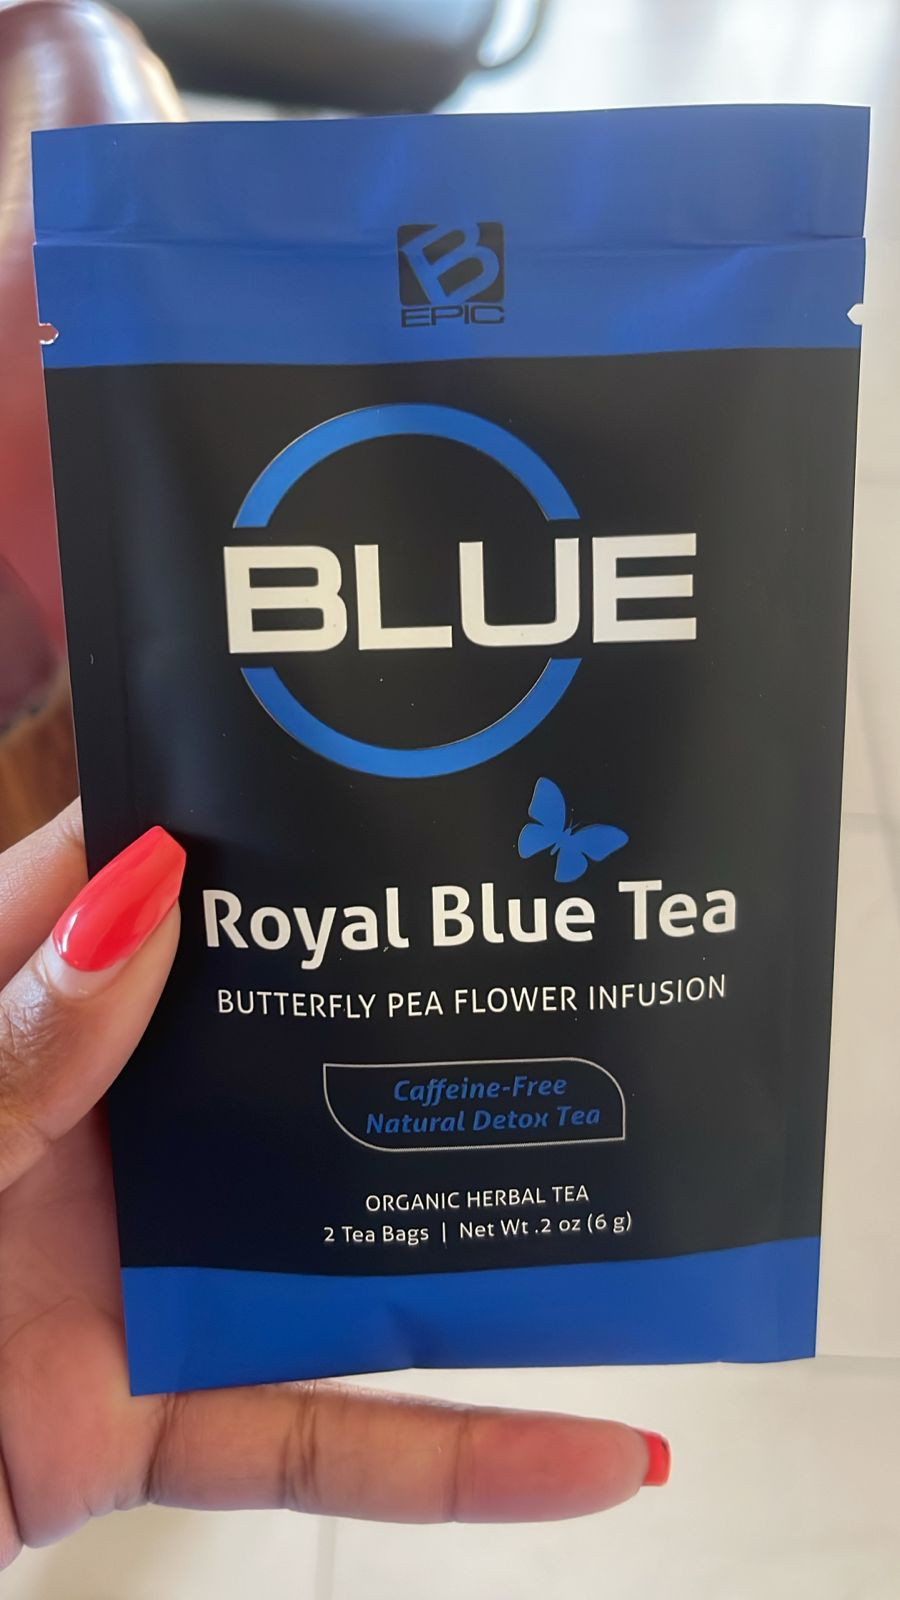 B
EPIC
BLUE
Royal Blue Tea
BUTTERFLY PEA FLOWER INFUSION
Caffeine-Free
Natural Detox Tea
ORGANIC HERBAL TEA
2 Tea Bags | Net Wt .2 oz (6 g)